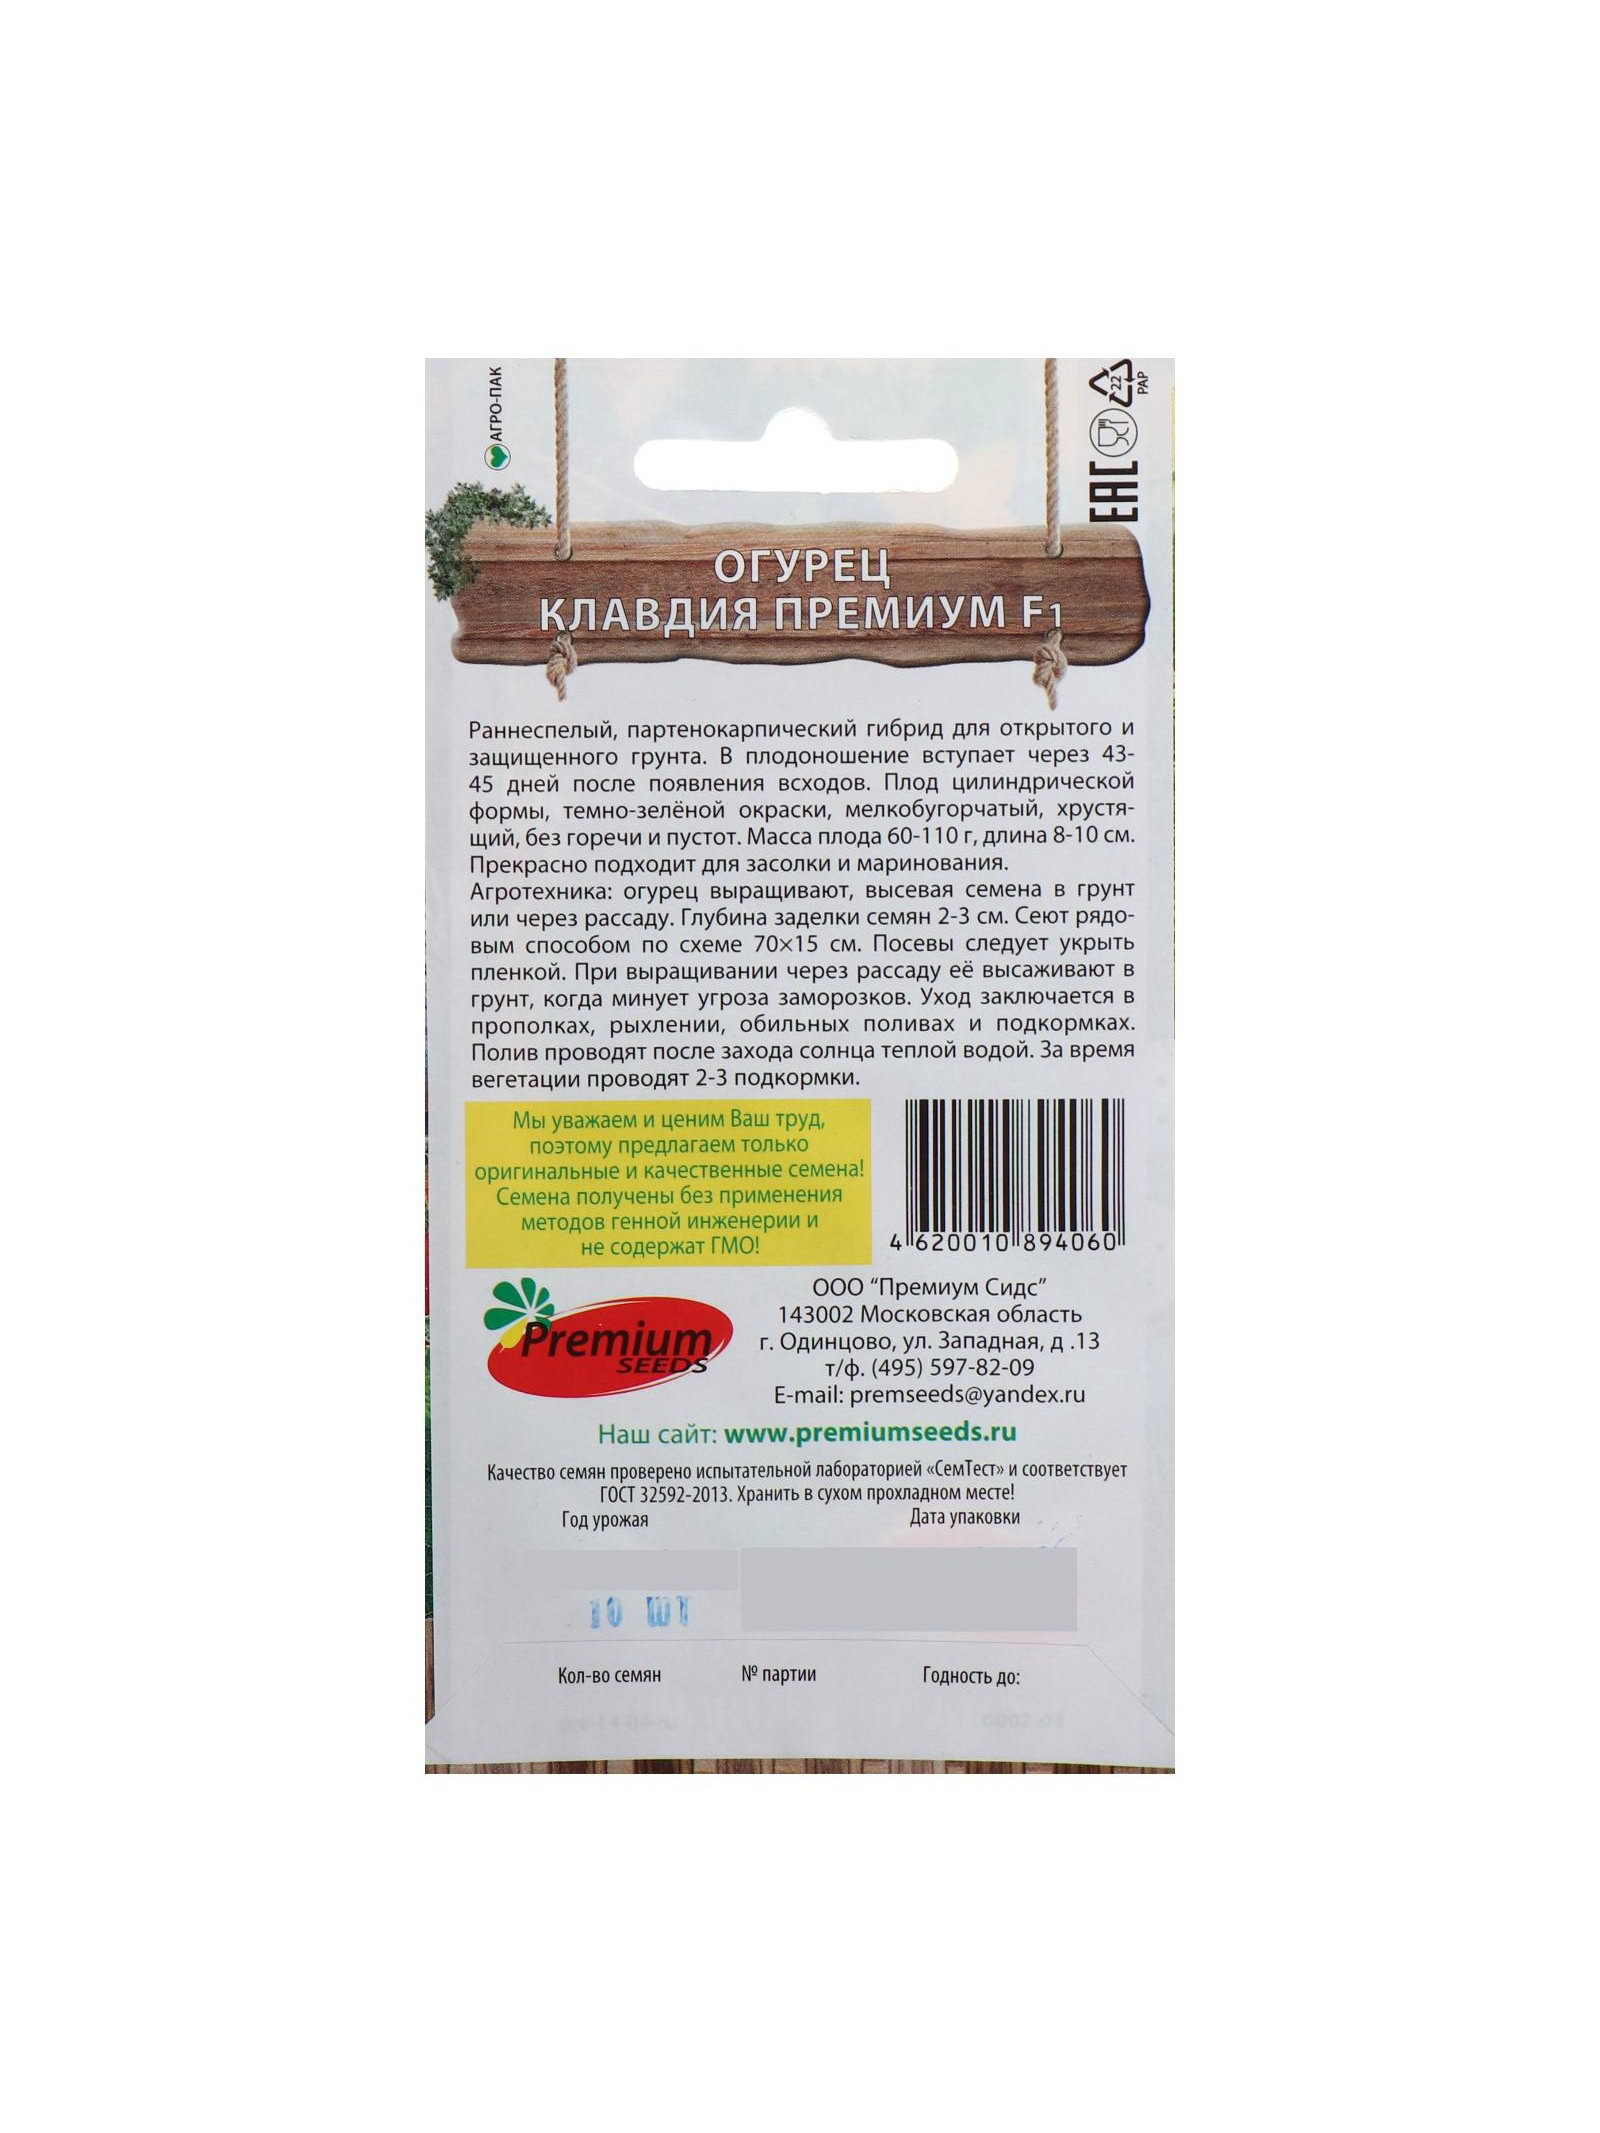 АГРО-ПАК
22
PAP
EAC
ОГУРЕЦ
КЛАВДИЯ ПРЕМИУМ F1
Раннеспелый, партенокарпический гибрид для открытого и
защищенного грунта. В плодоношение вступает через 43-
45 дней после появления всходов. Плод цилиндрической
формы, темно-зелёной окраски, мелкобугорчатый, хрустя-
щий, без горечи и пустот. Масса плода 60-110 г, длина 8-10 см.
Прекрасно подходит для засолки и маринования.
Агротехника: огурец выращивают, высевая семена в грунт
или через рассаду. Глубина заделки семян 2-3 см. Сеют рядо-
вым способом по схеме 70×15 см. Посевы следует укрыть
пленкой. При выращивании через рассаду её высаживают в
грунт, когда минует угроза заморозков. Уход заключается в
прополках, рыхлении, обильных поливах и подкормках.
Полив проводят после захода солнца теплой водой. За время
вегетации проводят 2-3 подкормки.
Мы уважаем и ценим Ваш труд,
поэтому предлагаем только
оригинальные и качественные семена!
Семена получены без применения
методов генной инженерии и
не содержат ГМО!
4 620010 894060
Premium
SEEDS
ООО “Премиум Сидс”
143002 Московская область
г. Одинцово, ул. Западная, д .13
т/ф. (495) 597-82-09
E-mail: premseeds@yandex.ru
Наш сайт: www.premiumseeds.ru
Качество семян проверено испытательной лабораторией «СемТест» и соответствует
ГОСТ 32592-2013. Хранить в сухом прохладном месте!
Год урожая
Дата упаковки
10 шт
Кол-во семян
№ партии
Годность до: